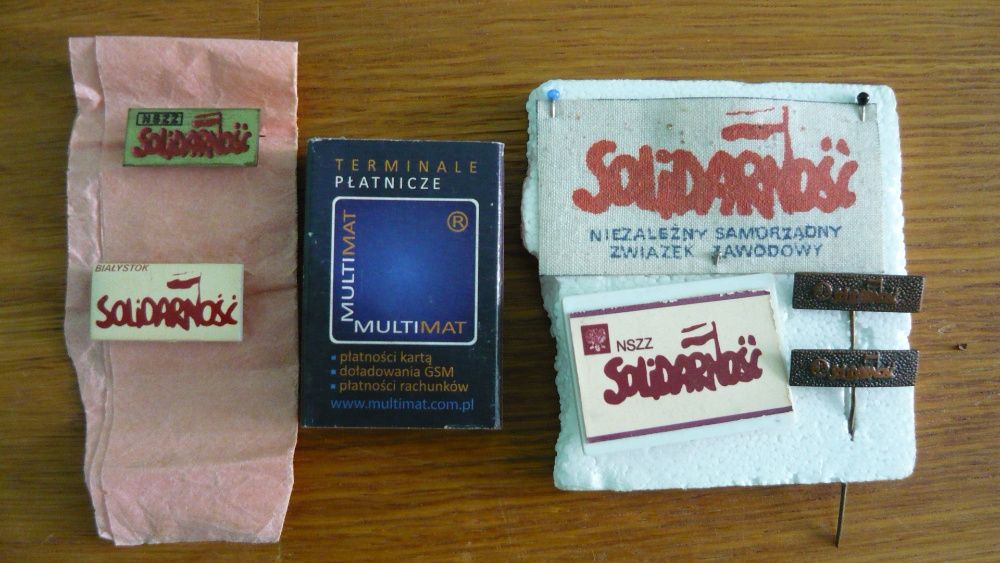 NSZZ
SOLIDARNOŚĆ
BIAŁYSTOK
SOLIDARNOŚĆ
TERMINALE
PŁATNICZE
MULTIMAT
®
MULTIMAT
płatności kartą
doładowania GSM
płatności rachunków
www.multimat.com.pl
SOLIDARNOŚĆ
NIEZALEŻNY SAMORZĄDNY
ZWIĄZEK ZAWODOWY
NSZZ
SOLIDARNOŚĆ